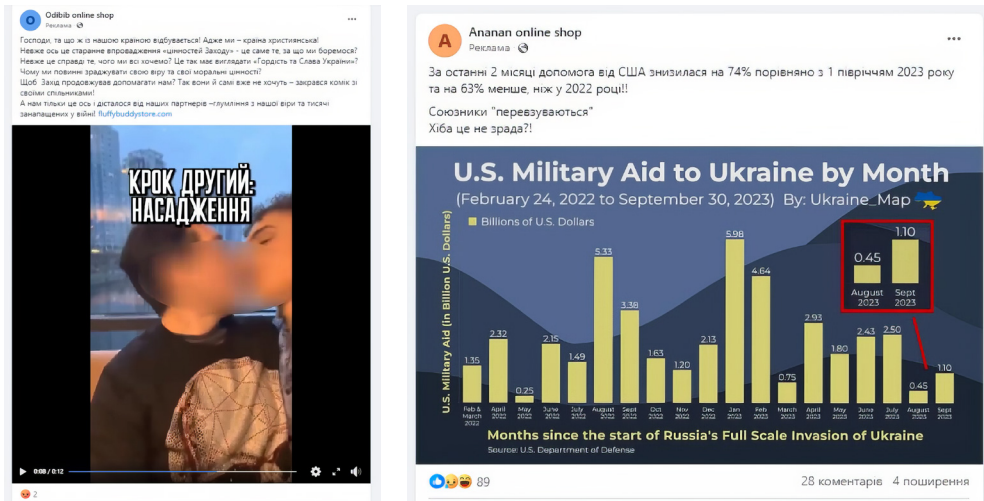 Odibib online shop
Реклама
Господи, та що ж із нашою країною відбувається! Адже ми – країна християнська!
Невже ось це старанне впровадження «цінностей Заходу» - це саме те, за що ми боремося?
Невже це справді те, чого ми всі хочемо? Це так має виглядати «Гордість та Слава України»?
Чому ми повинні зраджувати свою віру та свої моральні цінності?
Щоб Захід продовжував допомагати нам? Так вони й самі вже не хочуть – закрався комік зі
своїми спільниками!
А нам тільки це ось і дісталося від наших партнерів –глумління з нашої віри та тисячі
занапащених у війні! fluffybuddystore.com
КРОК ДРУГИЙ:
НАСАДЖЕННЯ
0:08 / 0:12
2
Ananan online shop
Реклама
За останні 2 місяці допомога від США знизилася на 74% порівняно з 1 півріччям 2023 року
та на 63% менше, ніж у 2022 році!!
Союзники "перевзуваються"
Хіба це не зрада?!
U.S. Military Aid to Ukraine by Month
(February 24, 2022 to September 30, 2023) By: Ukraine_Map
Billions of U.S. Dollars
U.S. Military Aid (in Billion U.S. Dollars)
1.35 2.32 0.25 2.15 1.49 5.33 3.38 1.63 1.20 2.13 5.98 4.64 0.75 2.93 1.80 2.43 2.50 0.45 1.10
0.45 1.10
August Sept
2023 2023
Feb & April May June July August Sept Oct Nov Dec Jan Feb March April May June July August Sept
March 2022 2022 2022 2022 2022 2022 2022 2022 2022 2023 2023 2023 2023 2023 2023 2023 2023 2023
2022
Months since the start of Russia's Full Scale Invasion of Ukraine
Source: U.S. Department of Defense
89
28 коментарів 4 поширення